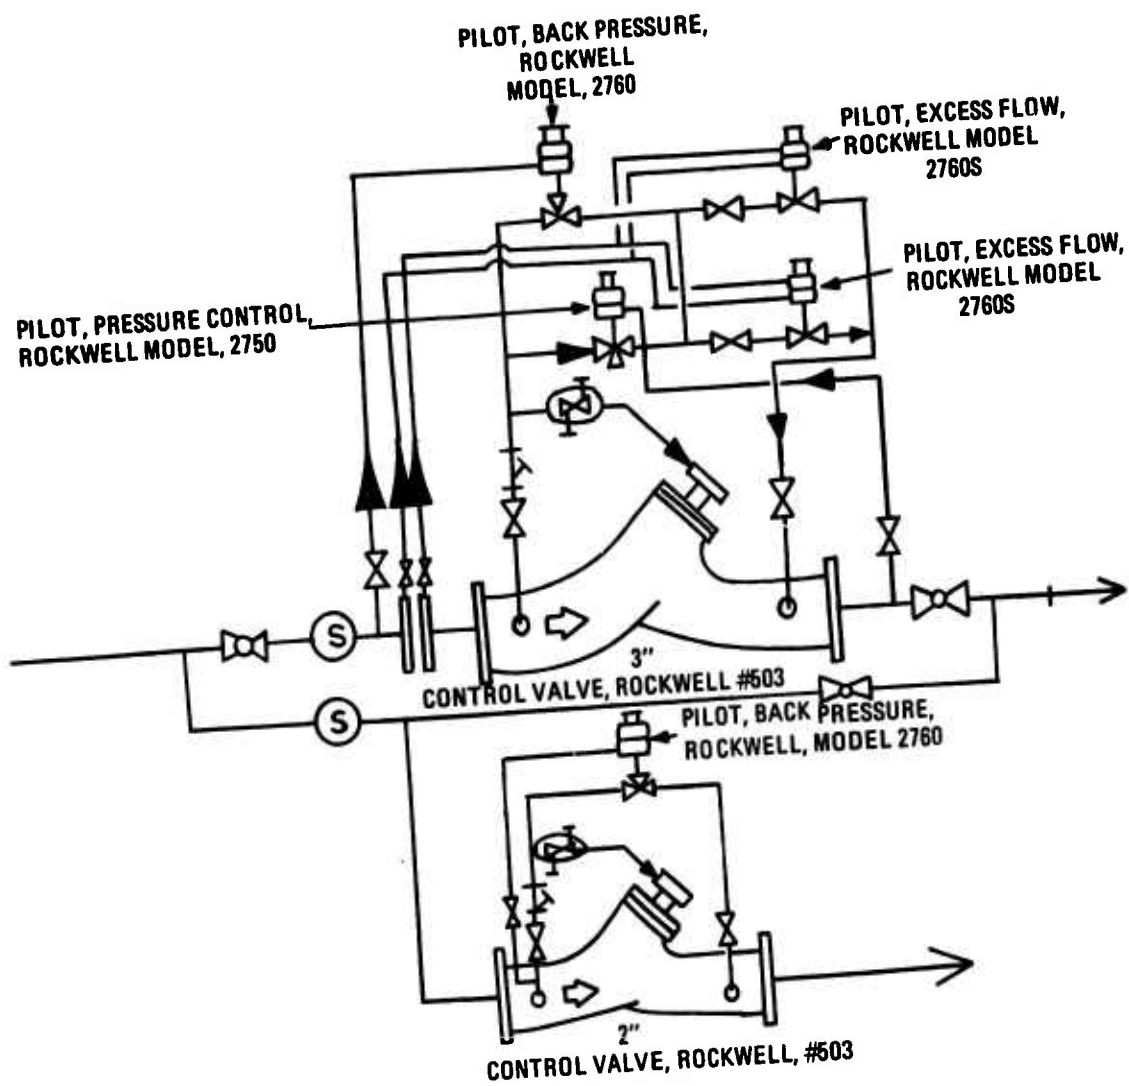 PILOT, BACK PRESSURE,
ROCKWELL
MODEL, 2760
PILOT, EXCESS FLOW,
ROCKWELL MODEL
2760S
PILOT, EXCESS FLOW,
ROCKWELL MODEL
2760S
PILOT, PRESSURE CONTROL,
ROCKWELL MODEL, 2750
S
3"
CONTROL VALVE, ROCKWELL #503
S
PILOT, BACK PRESSURE,
ROCKWELL, MODEL 2760
2"
CONTROL VALVE, ROCKWELL, #503